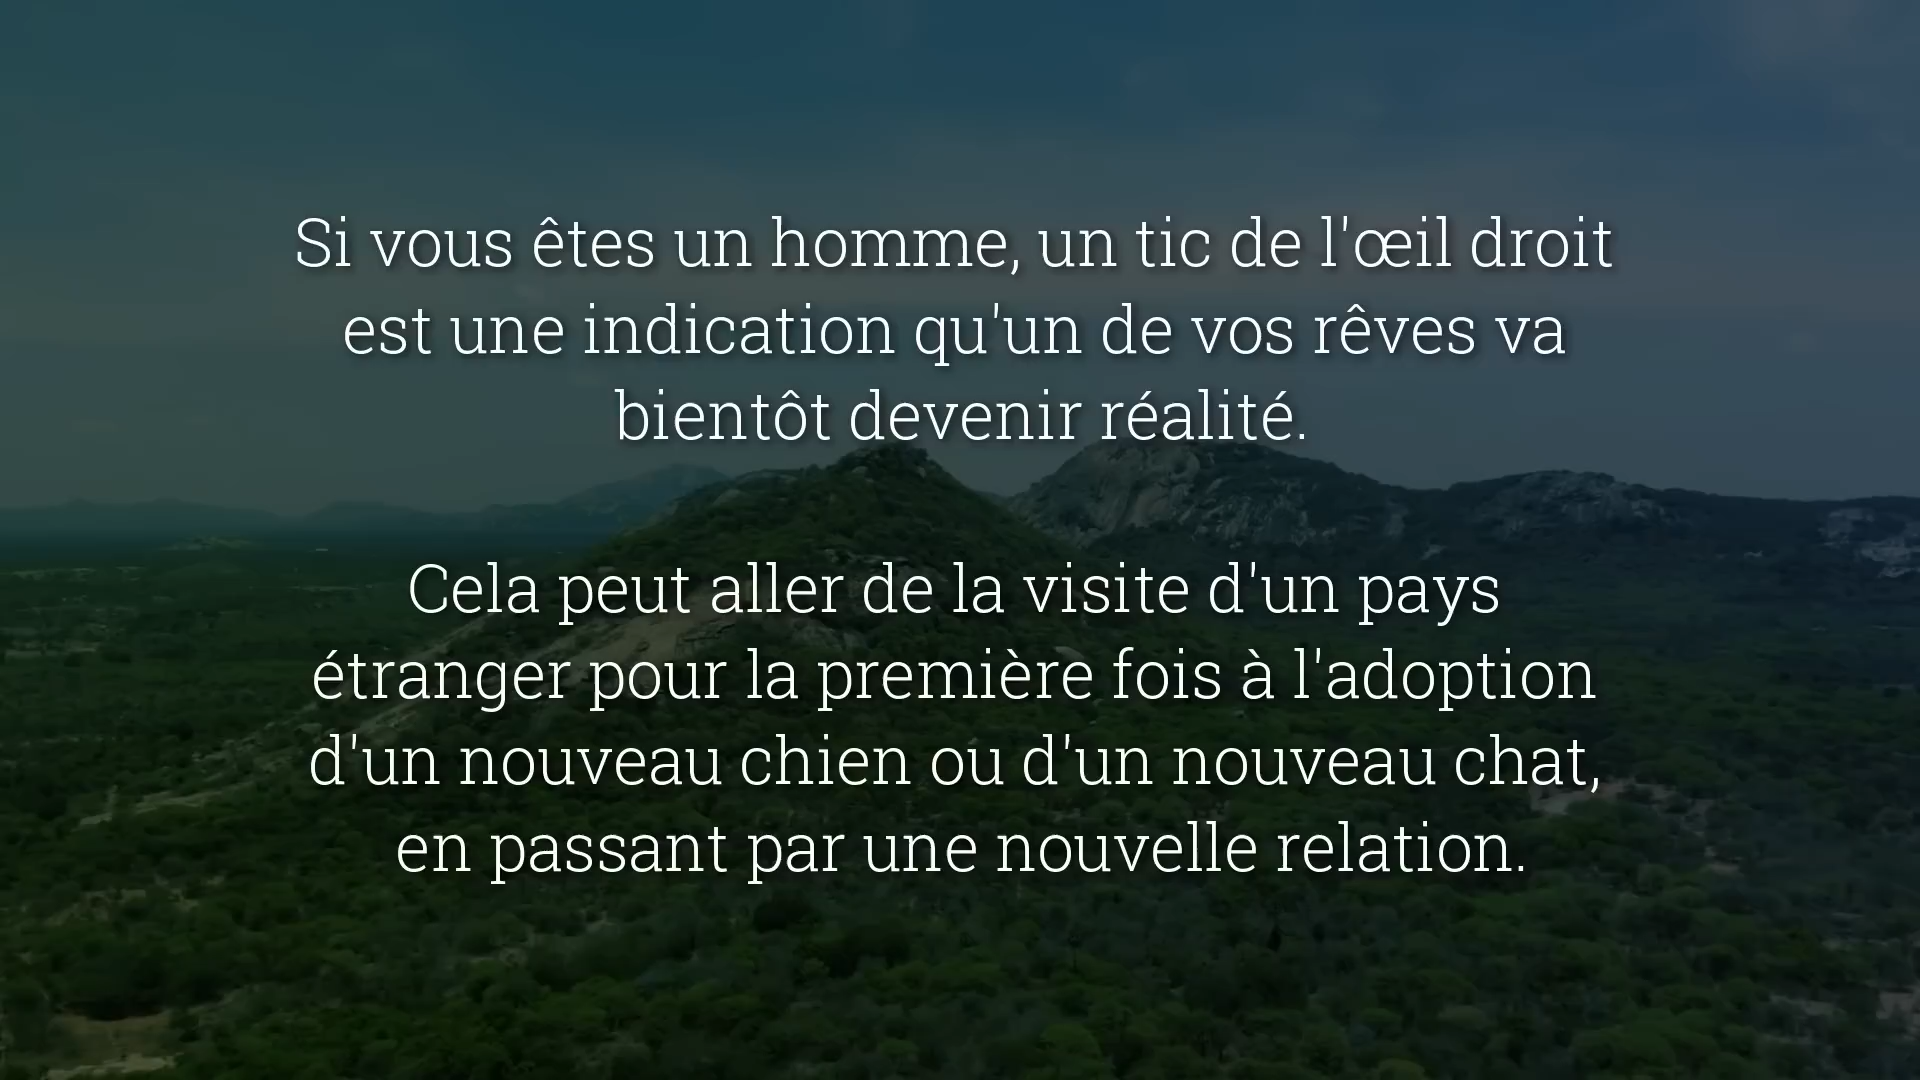 Si vous êtes un homme, un tic de l'œil droit
est une indication qu'un de vos rêves va
bientôt devenir réalité.
Cela peut aller de la visite d'un pays
étranger pour la première fois à l'adoption
d'un nouveau chien ou d'un nouveau chat,
en passant par une nouvelle relation.